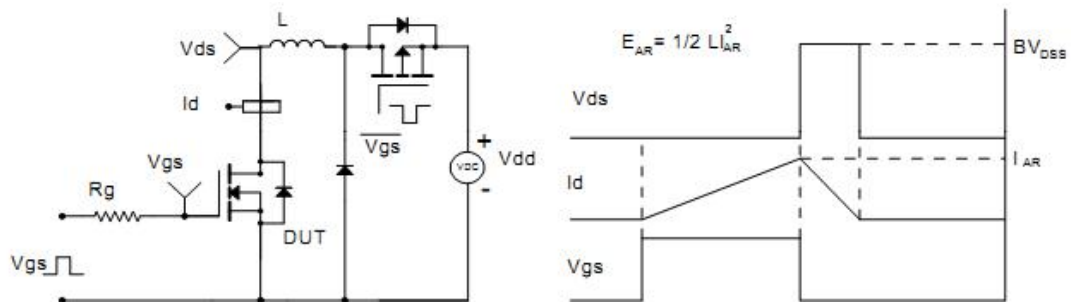 L
Vds
Id
Vgs
Rg
DUT
Vgs
Vgs
VDC
+
-
Vdd
E_AR= 1/2 LI²_AR
Vds
BV_DSS
Id
I_AR
Vgs